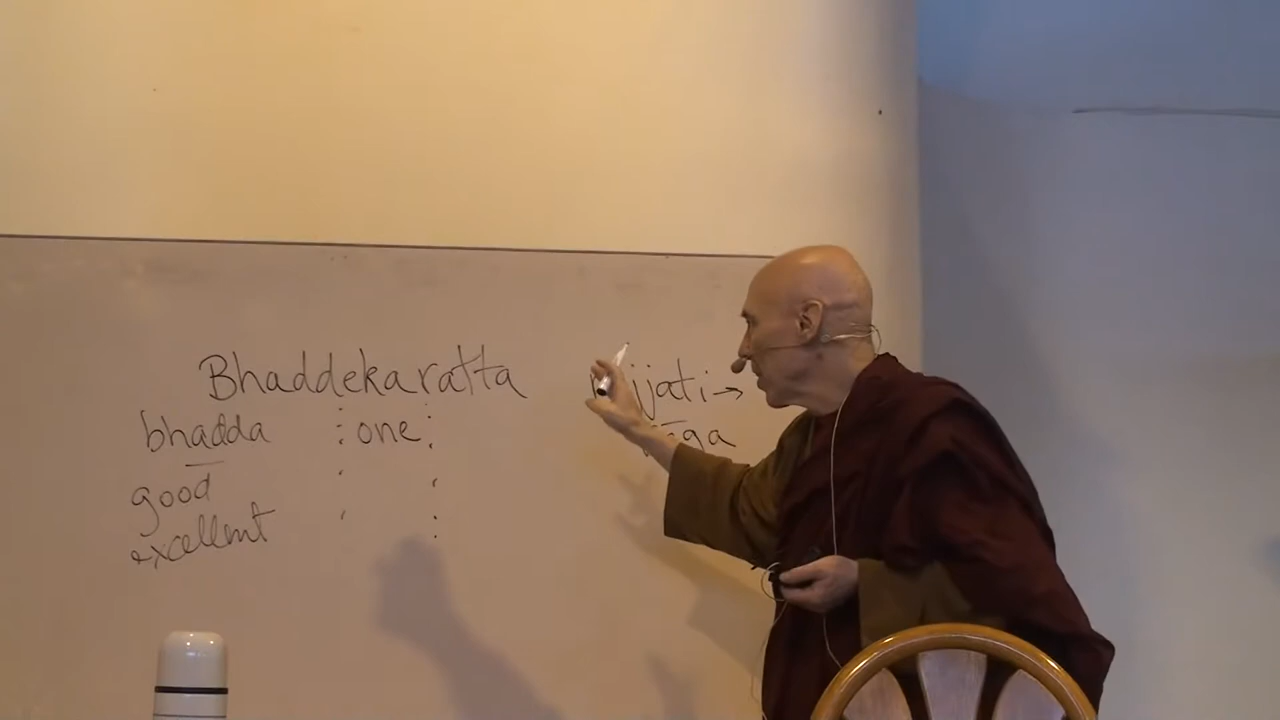 Bhaddekaratta
bhadda : one :
good
excellent